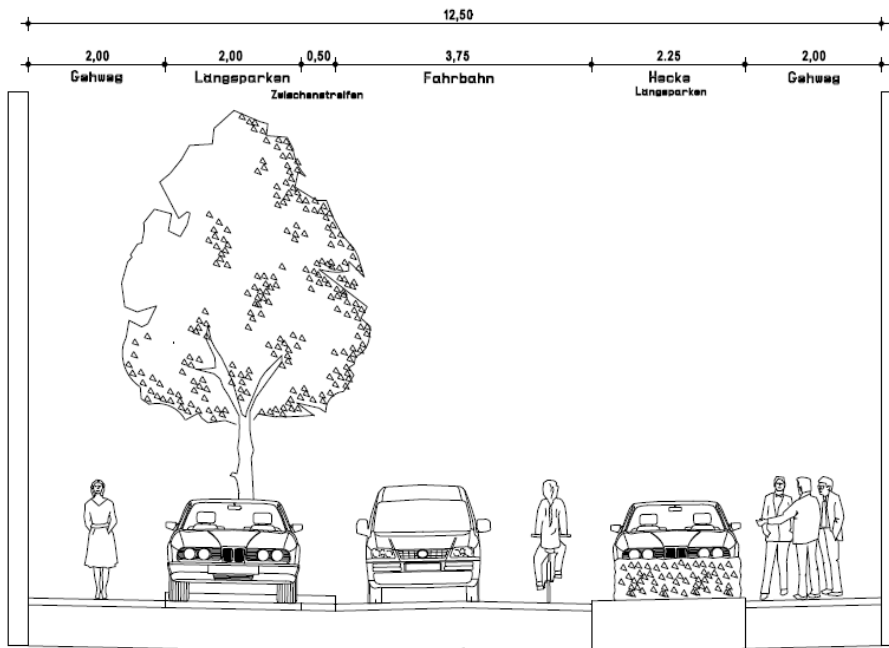 12,50
2,00 2,00 0,50 3,75 2.25 2,00
Gehweg Längsparken Fahrbahn Hecke Gehweg
Zwischenstreifen Längsparken